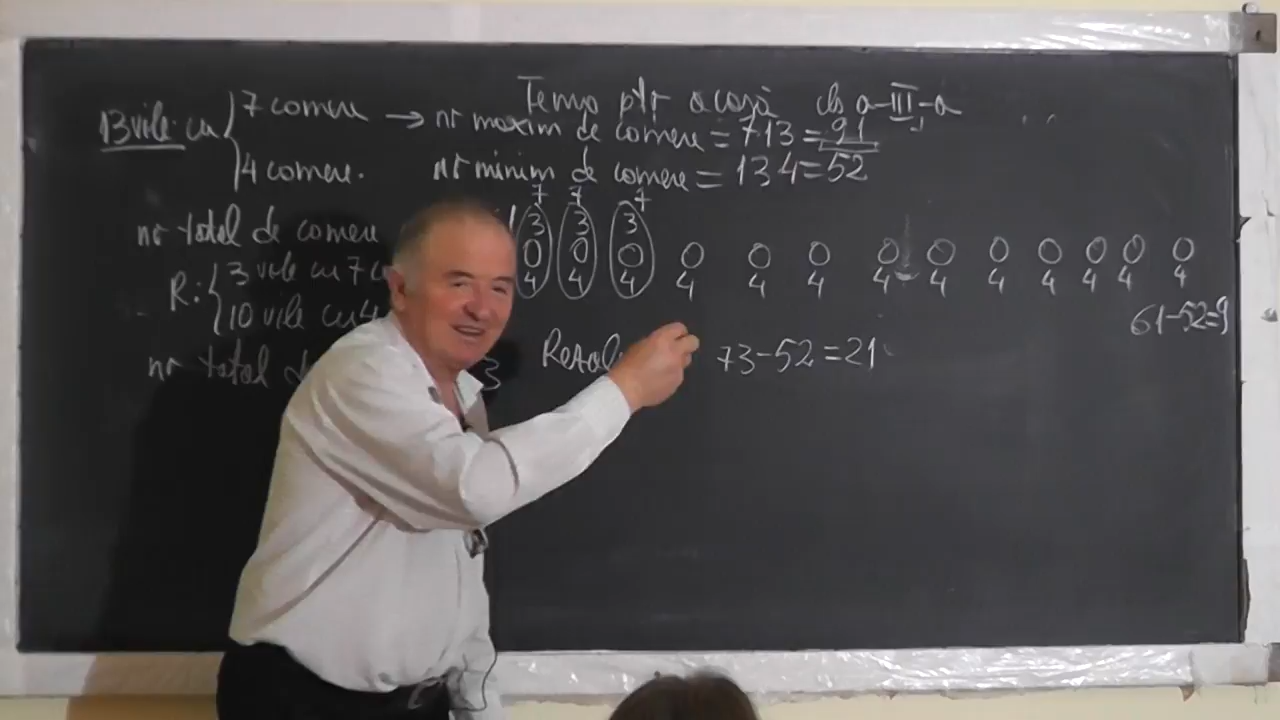 Tema ptr acasă cls a-III-a
13 vile cu { 7 camere → nr maxim de camere = 7·13 = 91
4 camere. nr minim de camere = 13·4 = 52
7 7 7
nr total de camere 3 3 3
0 0 0 0 0 0 0 0 0 0 0 0 0
4 4 4 4 4 4 4 4 4 4 4 4 4
R: { 3 vile cu 7 c
10 vile cu 4
61-52=9
nr total 3 73-52=21